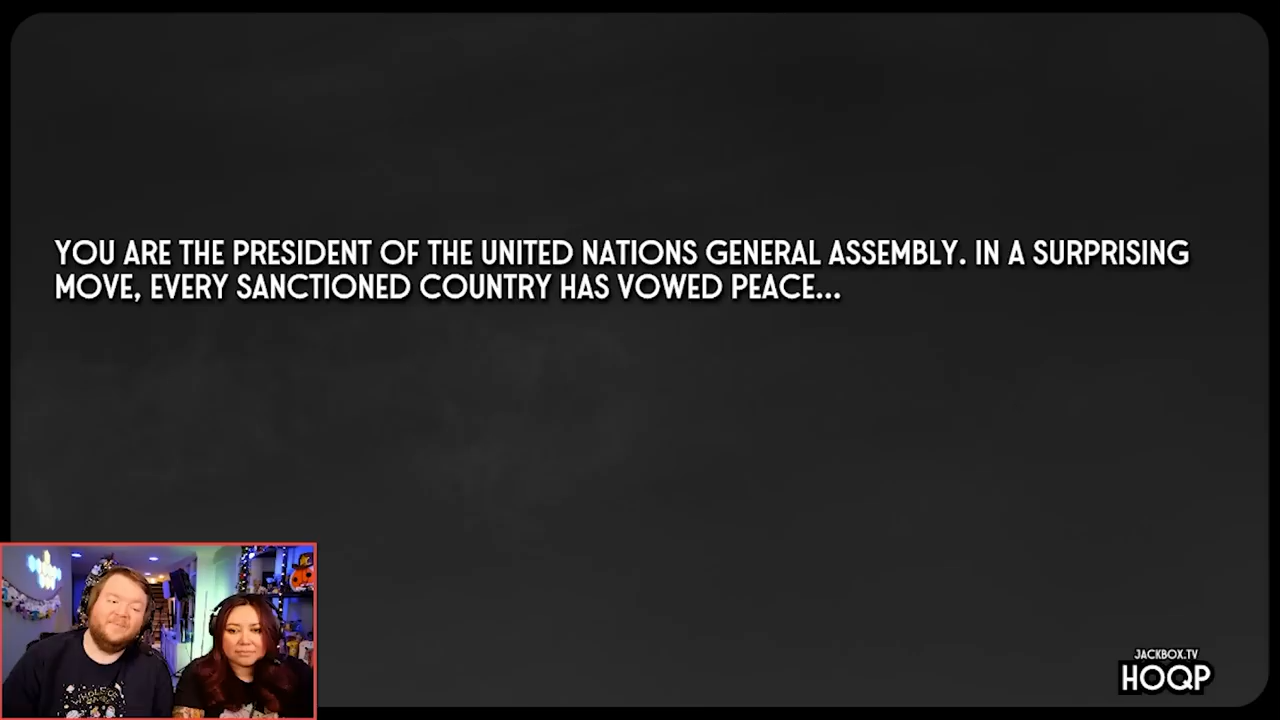 YOU ARE THE PRESIDENT OF THE UNITED NATIONS GENERAL ASSEMBLY. IN A SURPRISING
MOVE, EVERY SANCTIONED COUNTRY HAS VOWED PEACE...
JACKBOX.TV
HOQP